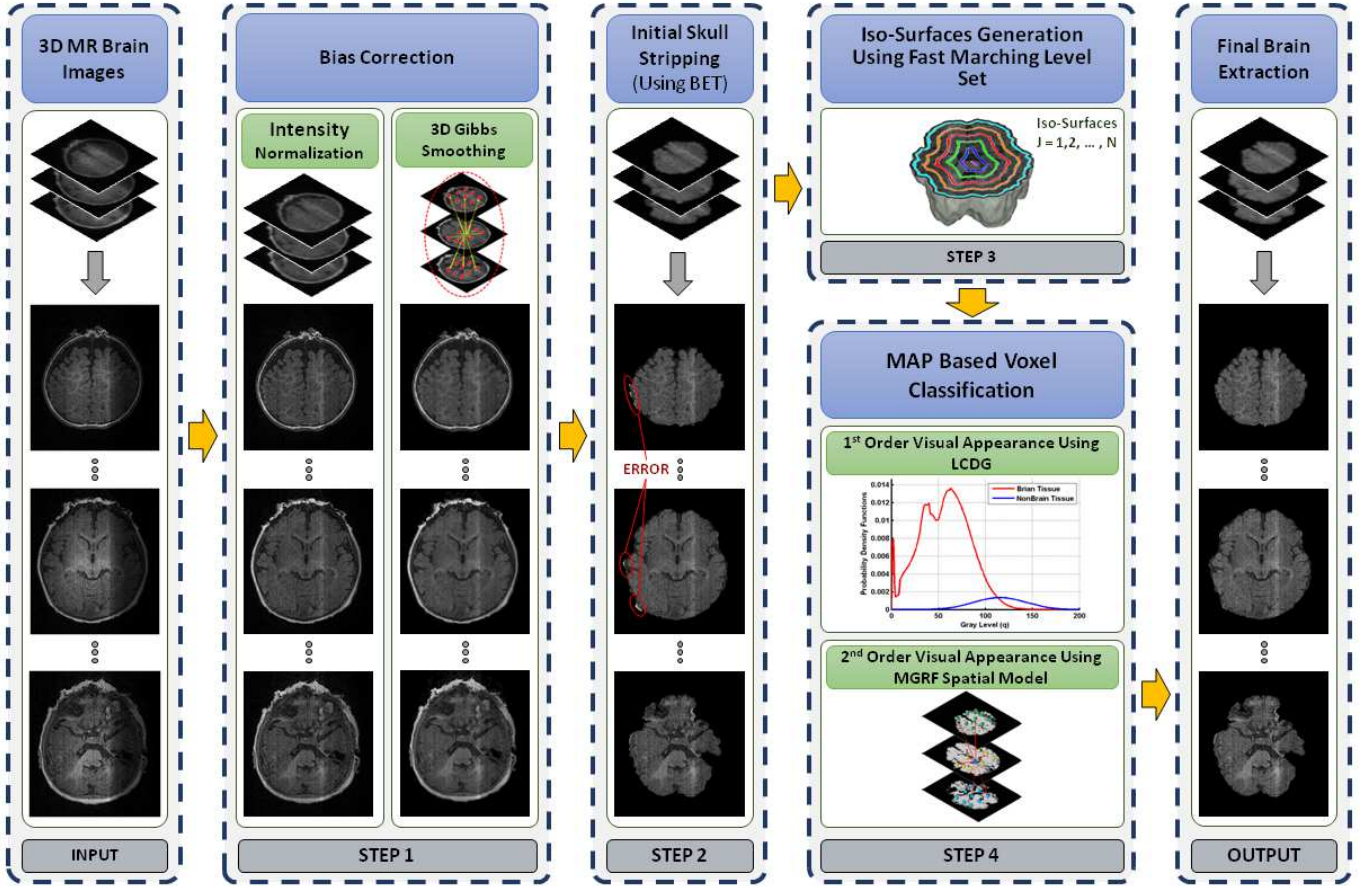 3D MR Brain
Images
INPUT
Bias Correction
Intensity
Normalization
3D Gibbs
Smoothing
STEP 1
Initial Skull
Stripping
(Using BET)
ERROR
STEP 2
Iso-Surfaces Generation
Using Fast Marching Level
Set
Iso-Surfaces
J = 1,2, ... , N
STEP 3
MAP Based Voxel
Classification
1st Order Visual Appearance Using
LCDG
Probability Density Functions
0.014
0.012
0.01
0.008
0.006
0.004
0.002
0
Brian Tissue
NonBrain Tissue
0 50 100 150 200
Gray Level (q)
2nd Order Visual Appearance Using
MGRF Spatial Model
STEP 4
Final Brain
Extraction
OUTPUT